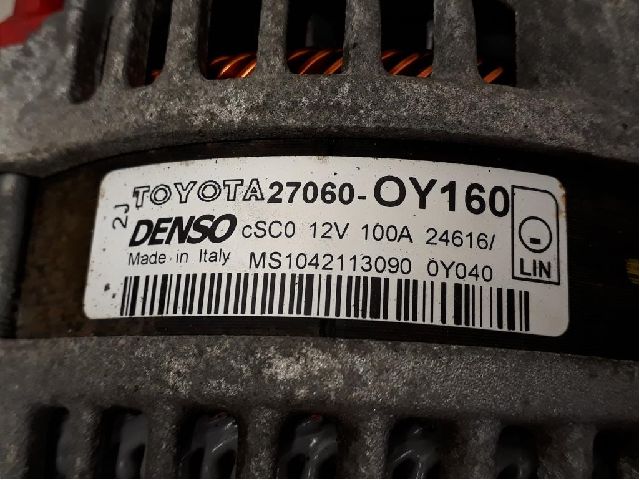 2J TOYOTA 27060-OY160
DENSO cSC0 12V 100A 24616/
Made in Italy MS1042113090 0Y040
LIN